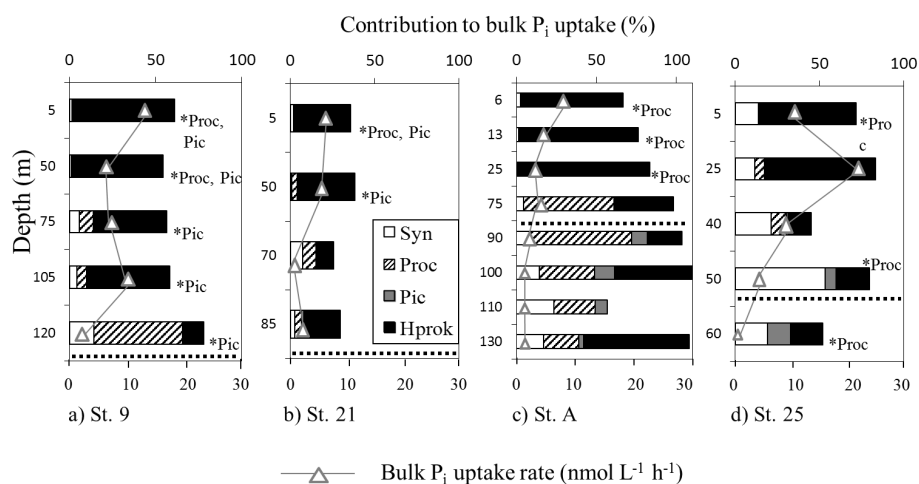 Contribution to bulk Pi uptake (%)
0 50 100
0 50 100
0 50 100
0 50 100
Depth (m)
5 *Proc, Pic
50 *Proc, Pic
75 *Pic
105 *Pic
120 *Pic
0 10 20 30
a) St. 9
5 *Proc, Pic
50 *Pic
70
85
0 10 20 30
b) St. 21
Syn
Proc
Pic
Hprok
6 *Proc
13 *Proc
25 *Proc
75
90
100
110
130
0 10 20 30
c) St. A
5 *Pro
c
25
40
50 *Proc
60 *Proc
0 10 20 30
d) St. 25
Bulk Pi uptake rate (nmol L-1 h-1)